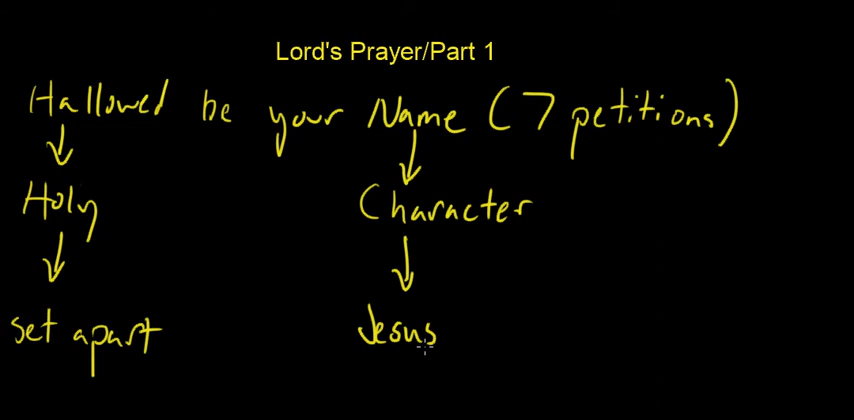 Lord's Prayer/Part 1
Hallowed be your Name (7 petitions)
Holy Character
set apart Jesus